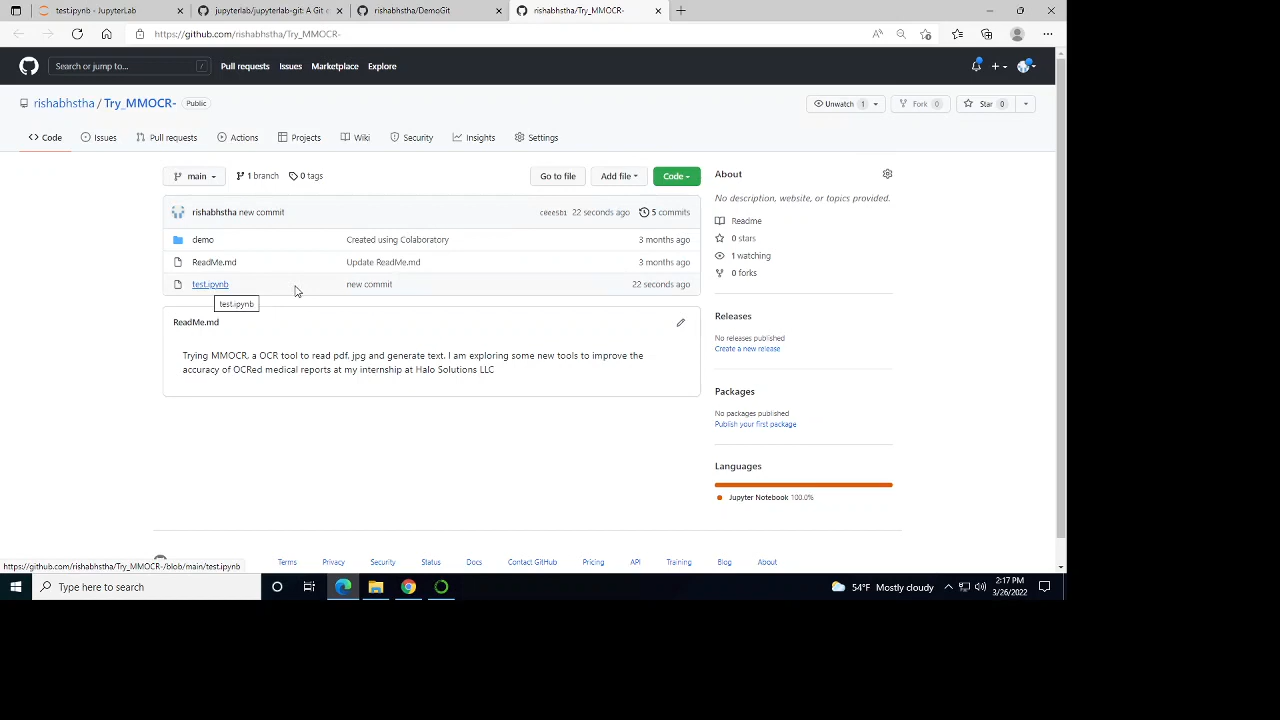 test.ipynb - JupyterLab
jupyterlab/jupyterlab-git: A Git e
rishabhstha/DemoGit
rishabhstha/Try_MMOCR-
https://github.com/rishabhstha/Try_MMOCR-
Search or jump to...
/
Pull requests
Issues
Marketplace
Explore
rishabhstha / Try_MMOCR-
Public
Unwatch 1
Fork 0
Star 0
<> Code
Issues
Pull requests
Actions
Projects
Wiki
Security
Insights
Settings
main
1 branch
0 tags
Go to file
Add file
Code
About
No description, website, or topics provided.
rishabhstha new commit
22 seconds ago
5 commits
demo
Created using Colaboratory
3 months ago
ReadMe.md
Update ReadMe.md
3 months ago
test.ipynb
new commit
22 seconds ago
test.ipynb
Readme
0 stars
1 watching
0 forks
ReadMe.md
Trying MMOCR, a OCR tool to read pdf, jpg and generate text. I am exploring some new tools to improve the
accuracy of OCRed medical reports at my internship at Halo Solutions LLC
Releases
No releases published
Create a new release
Packages
No packages published
Publish your first package
Languages
Jupyter Notebook 100.0%
Terms
Privacy
Security
Status
Docs
Contact GitHub
Pricing
API
Training
Blog
About
https://github.com/rishabhstha/Try_MMOCR-/blob/main/test.ipynb
Type here to search
54°F Mostly cloudy
2:17 PM
3/26/2022